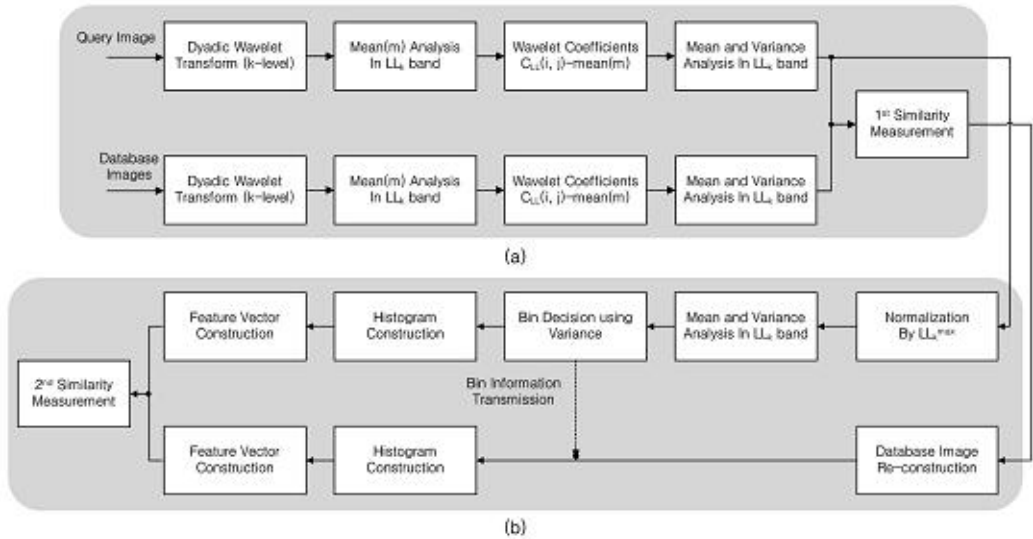 Query Image
Dyadic Wavelet
Transform (k-level)
Mean(m) Analysis
In LLk band
Wavelet Coefficients
CLL(i, j)-mean(m)
Mean and Variance
Analysis In LLk band
1st Similarity
Measurement
Database
Images
Dyadic Wavelet
Transform (k-level)
Mean(m) Analysis
In LLk band
Wavelet Coefficients
CLL(i, j)-mean(m)
Mean and Variance
Analysis In LLk band
(a)
Feature Vector
Construction
Histogram
Construction
Bin Decision using
Variance
Mean and Variance
Analysis In LLk band
Normalization
By LLk max
2nd Similarity
Measurement
Bin Information
Transmission
Feature Vector
Construction
Histogram
Construction
Database Image
Re-construction
(b)